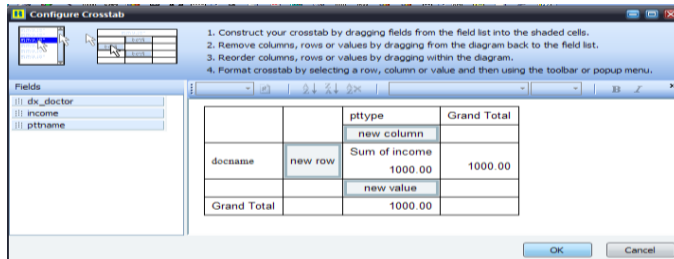 Configure Crosstab
1. Construct your crosstab by dragging fields from the field list into the shaded cells.
2. Remove columns, rows or values by dragging from the diagram back to the field list.
3. Reorder columns, rows or values by dragging within the diagram.
4. Format crosstab by selecting a row, column or value and then using the toolbar or popup menu.
Fields
dx_doctor
income
pttname
B I
pttype Grand Total
new column
docname new row Sum of income
1000.00 1000.00
new value
Grand Total 1000.00
OK Cancel